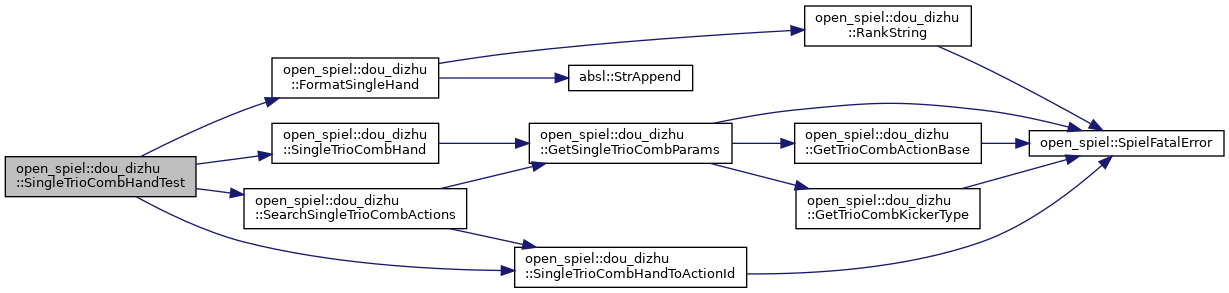 open_spiel::dou_dizhu
::SingleTrioCombHandTest
open_spiel::dou_dizhu
::FormatSingleHand
open_spiel::dou_dizhu
::SingleTrioCombHand
open_spiel::dou_dizhu
::SearchSingleTrioCombActions
open_spiel::dou_dizhu
::SingleTrioCombHandToActionId
absl::StrAppend
open_spiel::dou_dizhu
::GetSingleTrioCombParams
open_spiel::dou_dizhu
::RankString
open_spiel::dou_dizhu
::GetTrioCombActionBase
open_spiel::dou_dizhu
::GetTrioCombKickerType
open_spiel::SpielFatalError